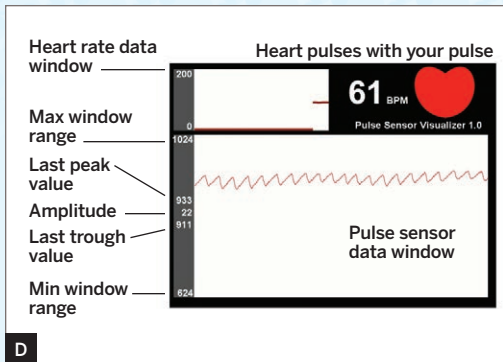 Heart rate data
window
Heart pulses with your pulse
200
61 BPM
0
Pulse Sensor Visualizer 1.0
Max window
range
1024
Last peak
value
933
Amplitude
22
Last trough
value
911
Pulse sensor
data window
Min window
range
624
D